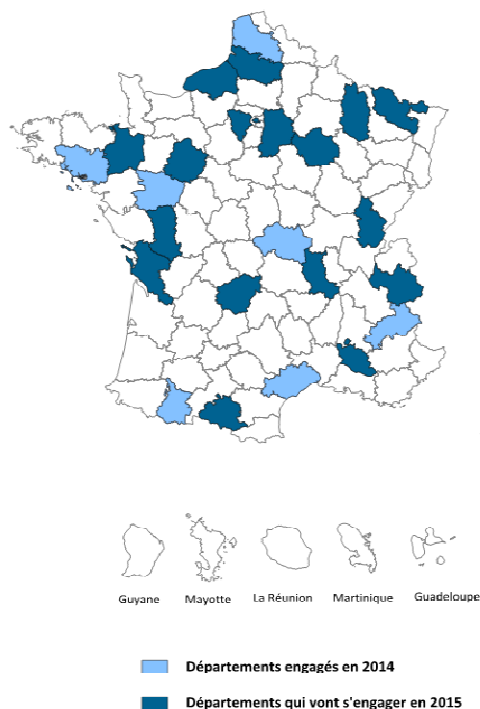 Guyane Mayotte La Réunion Martinique Guadeloupe
Départements engagés en 2014
Départements qui vont s'engager en 2015